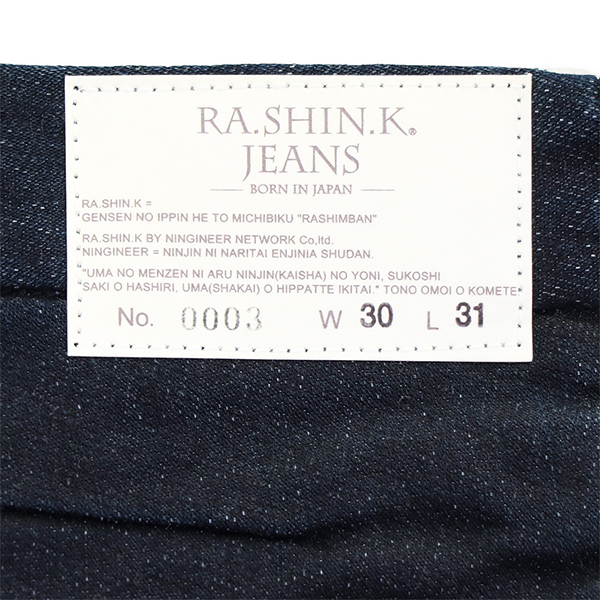 RA.SHIN.K.®
JEANS
BORN IN JAPAN
RA.SHIN.K =
GENSEN NO IPPIN HE TO MICHIBIKU "RASHIMBAN"
RA.SHIN.K BY NINGINEER NETWORK Co,ltd.
NINGINEER = NINJIN NI NARITAI ENJINIA SHUDAN.
"UMA NO MENZEN NI ARU NINJIN(KAISHA) NO YONI, SUKOSHI
SAKI O HASHIRI, UMA(SHAKAI) O HIPPATTE IKITAI." TONO OMOI O KOMETE
No. 0003 W 30 L 31